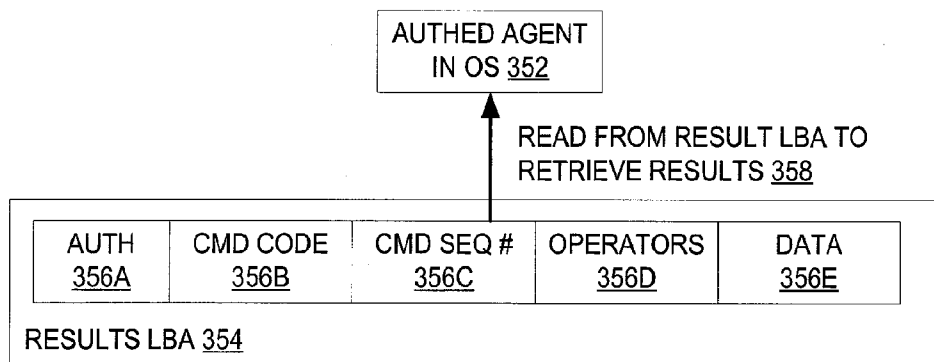 AUTHED AGENT
IN OS 352
READ FROM RESULT LBA TO
RETRIEVE RESULTS 358
AUTH CMD CODE CMD SEQ # OPERATORS DATA
356A 356B 356C 356D 356E
RESULTS LBA 354